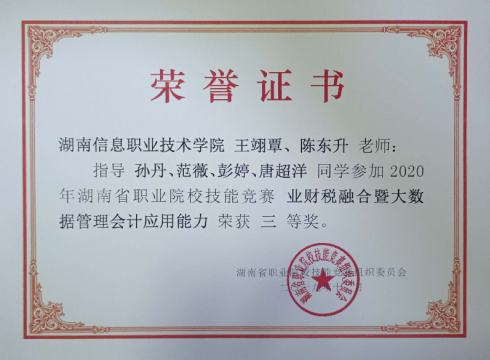 荣誉证书
湖南信息职业技术学院 王翊覃、陈东升 老师：
指导 孙丹、范薇、彭婷、唐超洋 同学参加 2020
年湖南省职业院校技能竞赛 业财税融合暨大数
据管理会计应用能力 荣获 三 等奖。
湖南省职业院校技能竞赛组织委员会